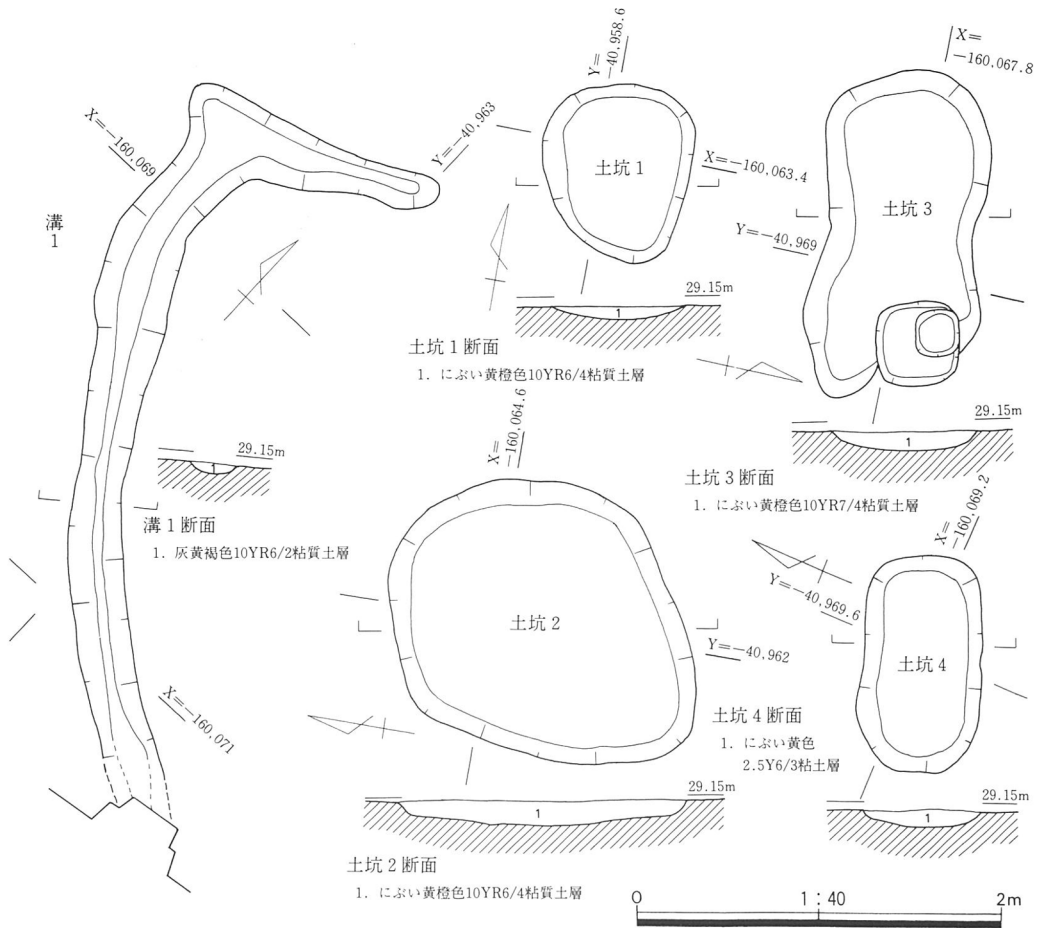 溝1
X=-160,069
Y=-40,963
29.15m
溝1断面
1. 灰黄褐色10YR6/2粘質土層
X=-160,071
Y=
-40,958.6
土坑1
X=-160,063.4
29.15m
1
土坑1断面
1. にぶい黄橙色10YR6/4粘質土層
X=
-160,067.8
土坑3
Y=-40,969
29.15m
1
土坑3断面
1. にぶい黄橙色10YR7/4粘質土層
X=
-160,064.6
土坑2
Y=-40,962
29.15m
1
土坑2断面
1. にぶい黄橙色10YR6/4粘質土層
X=
-160,069.2
Y=-40,969.6
土坑4
土坑4断面
1. にぶい黄色
2.5Y6/3粘土層
29.15m
1
0 1:40 2m